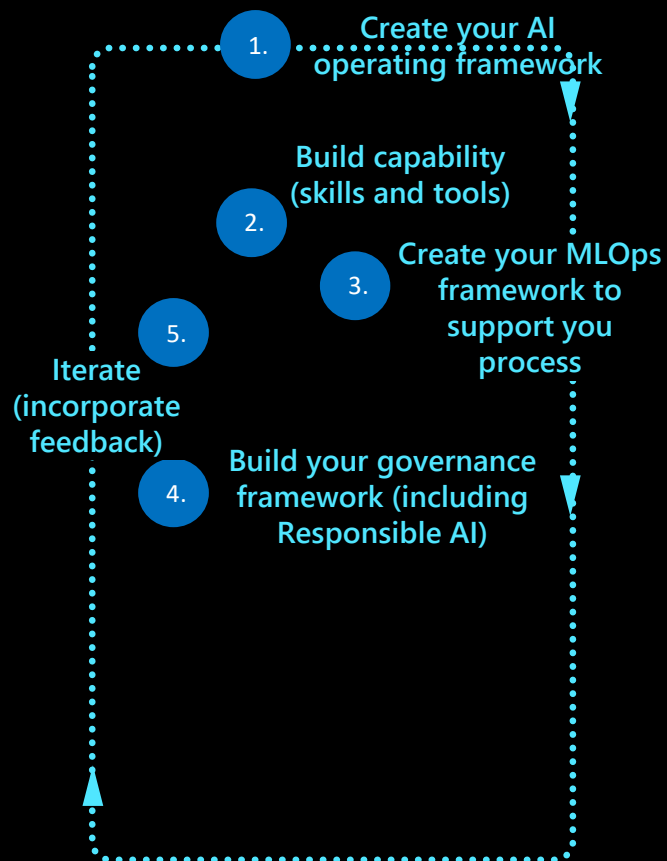 1.
Create your AI
operating framework
2.
Build capability
(skills and tools)
3.
Create your MLOps
framework to
support you
process
4.
Build your governance
framework (including
Responsible AI)
5.
Iterate
(incorporate
feedback)